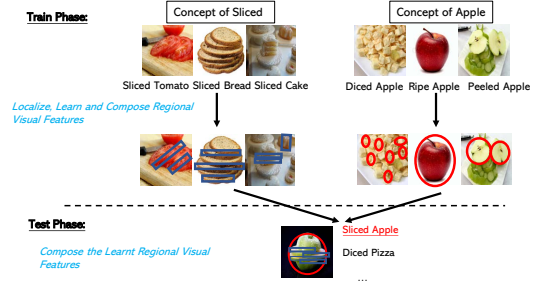 Train Phase:
Concept of Sliced
Concept of Apple
Sliced Tomato Sliced Bread Sliced Cake
Diced Apple Ripe Apple Peeled Apple
Localize, Learn and Compose Regional
Visual Features
Test Phase:
Sliced Apple
Compose the Learnt Regional Visual
Features
Diced Pizza
...